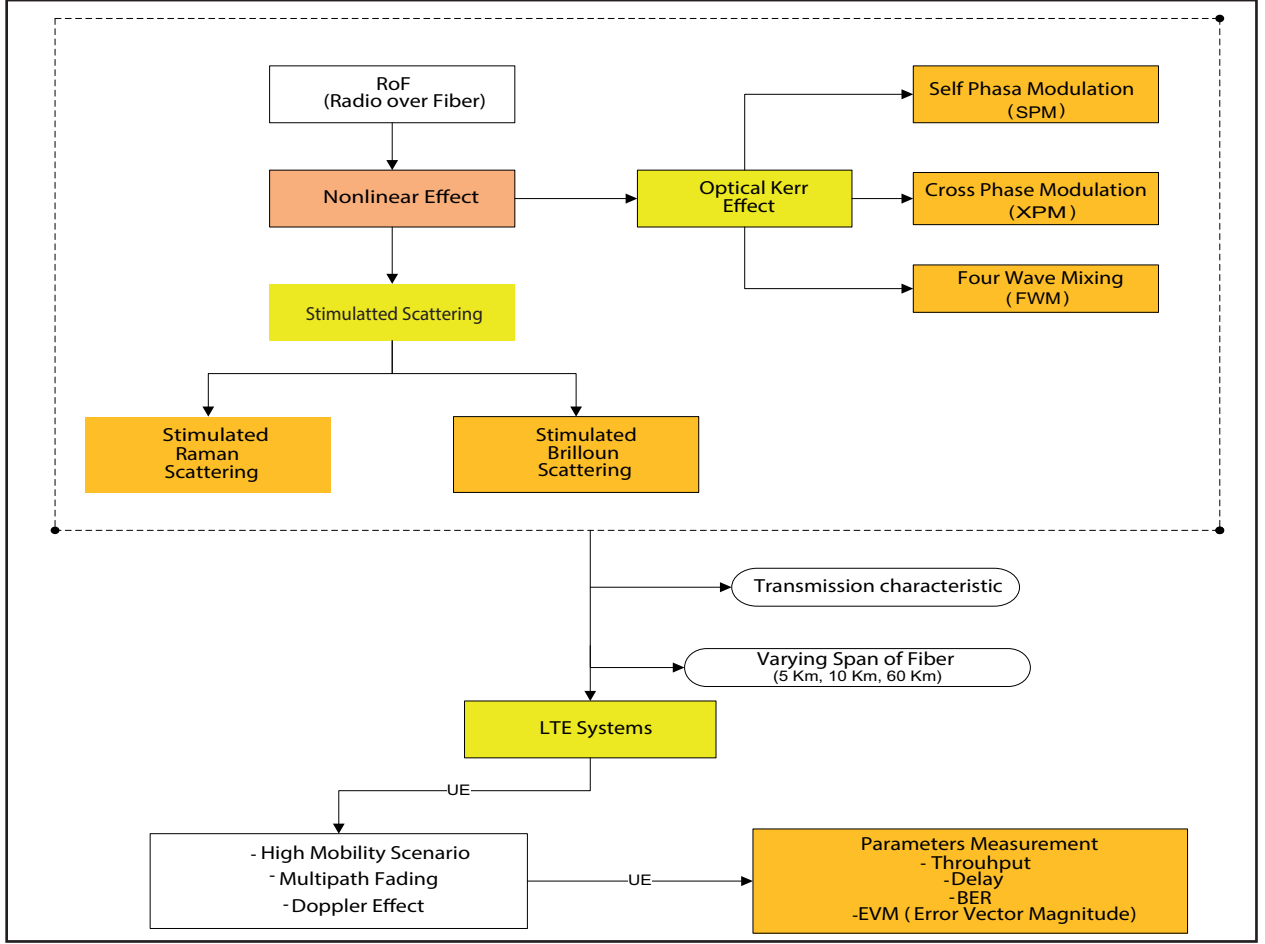 RoF
(Radio over Fiber)
Self Phasa Modulation
(SPM)
Nonlinear Effect
Optical Kerr
Effect
Cross Phase Modulation
(XPM)
Four Wave Mixing
(FWM)
Stimulatted Scattering
Stimulated
Raman
Scattering
Stimulated
Brilloun
Scattering
Transmission characteristic
Varying Span of Fiber
(5 Km, 10 Km, 60 Km)
LTE Systems
UE
- High Mobility Scenario
- Multipath Fading
- Doppler Effect
UE
Parameters Measurement
- Throuhput
-Delay
-BER
-EVM (Error Vector Magnitude)